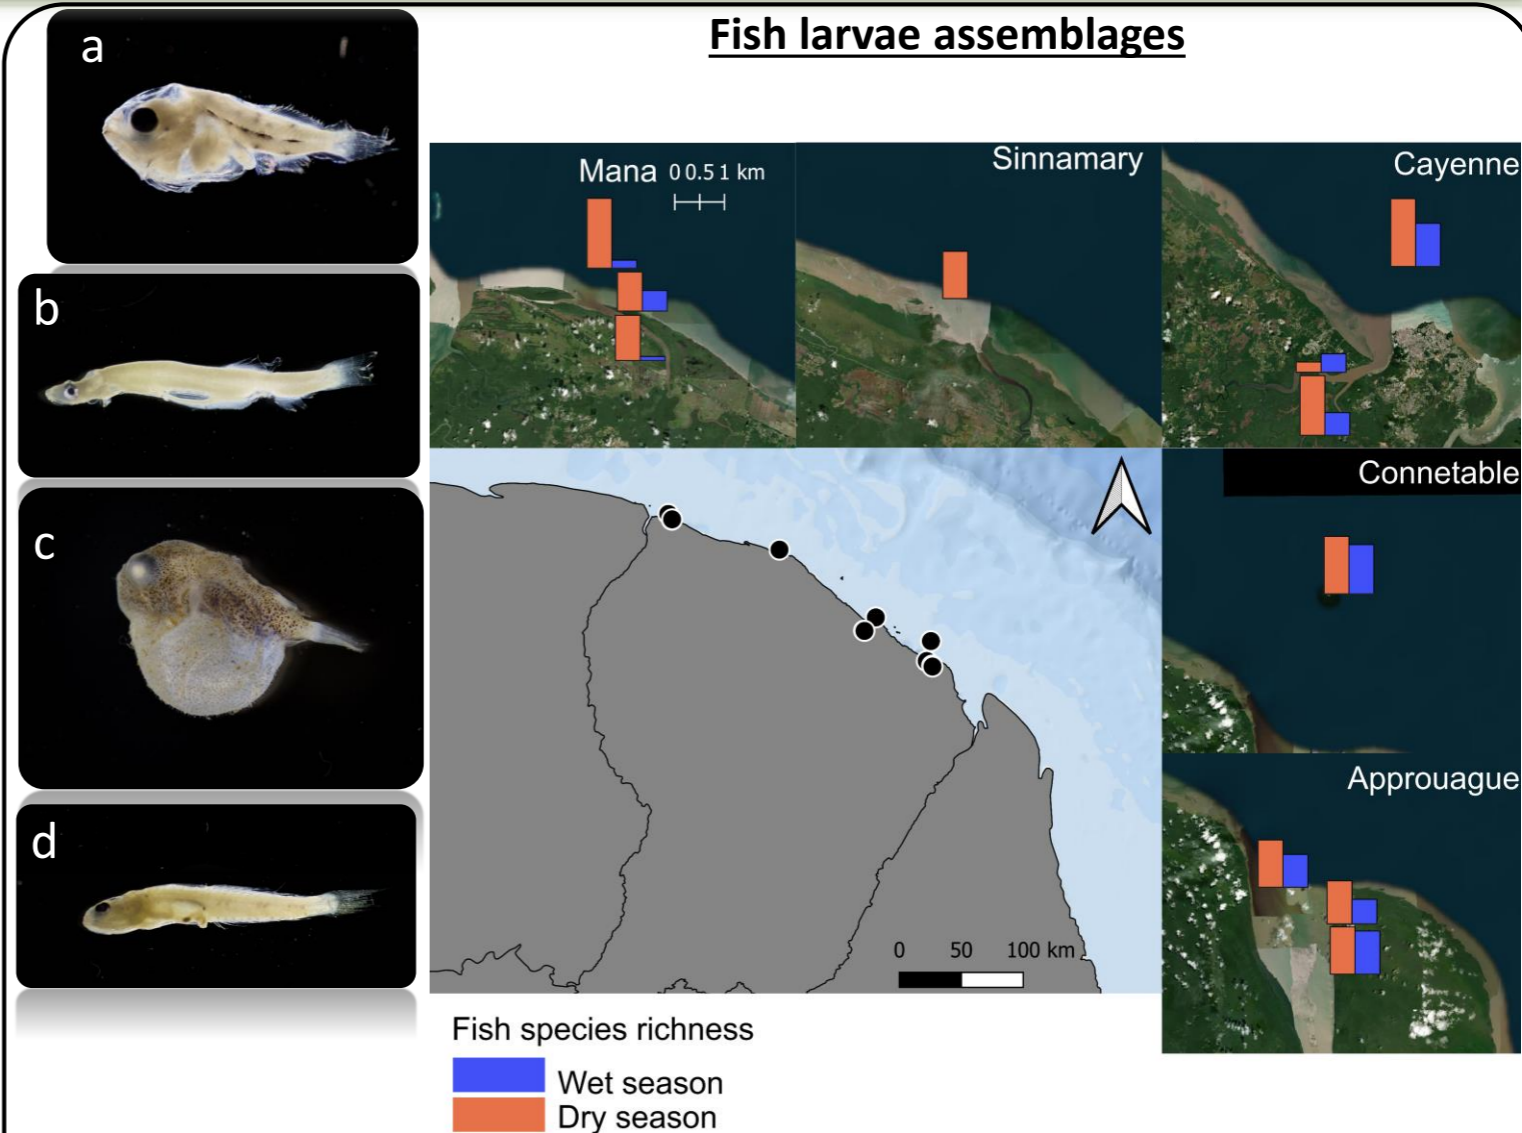 Fish larvae assemblages
a
b
c
d
Mana
0 0.5 1 km
Sinnamary
Cayenne
Connetable
Approuague
0 50 100 km
Fish species richness
Wet season
Dry season